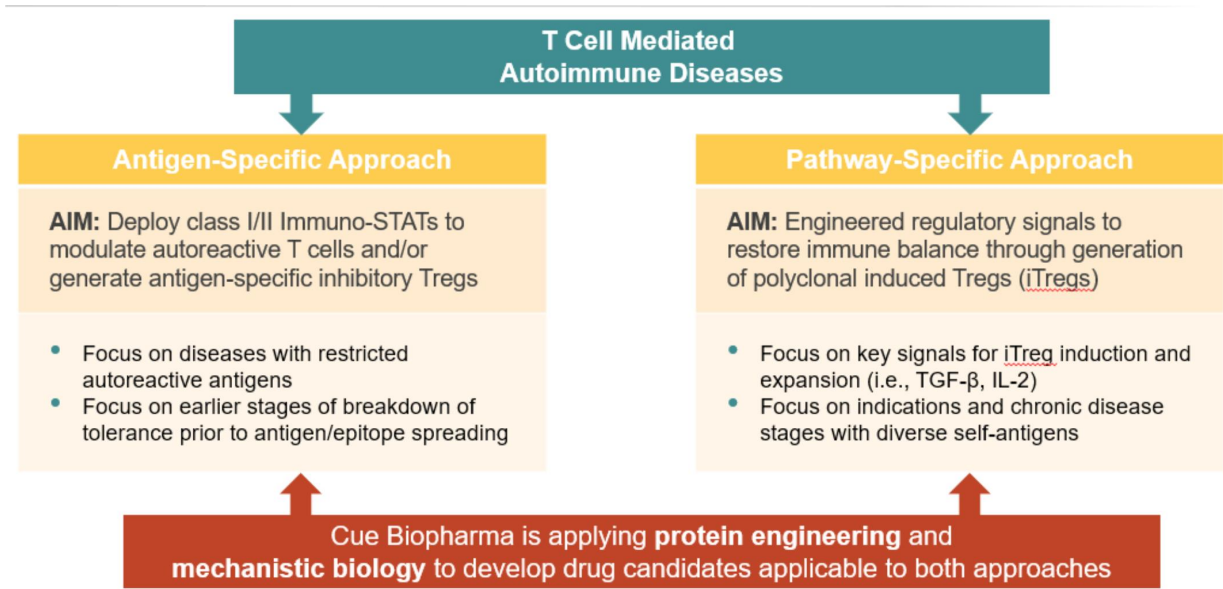 T Cell Mediated
Autoimmune Diseases
Antigen-Specific Approach
AIM: Deploy class I/II Immuno-STATs to
modulate autoreactive T cells and/or
generate antigen-specific inhibitory Tregs
• Focus on diseases with restricted
autoreactive antigens
• Focus on earlier stages of breakdown of
tolerance prior to antigen/epitope spreading
Pathway-Specific Approach
AIM: Engineered regulatory signals to
restore immune balance through generation
of polyclonal induced Tregs (iTregs)
• Focus on key signals for iTreg induction and
expansion (i.e., TGF-β, IL-2)
• Focus on indications and chronic disease
stages with diverse self-antigens
Cue Biopharma is applying protein engineering and
mechanistic biology to develop drug candidates applicable to both approaches